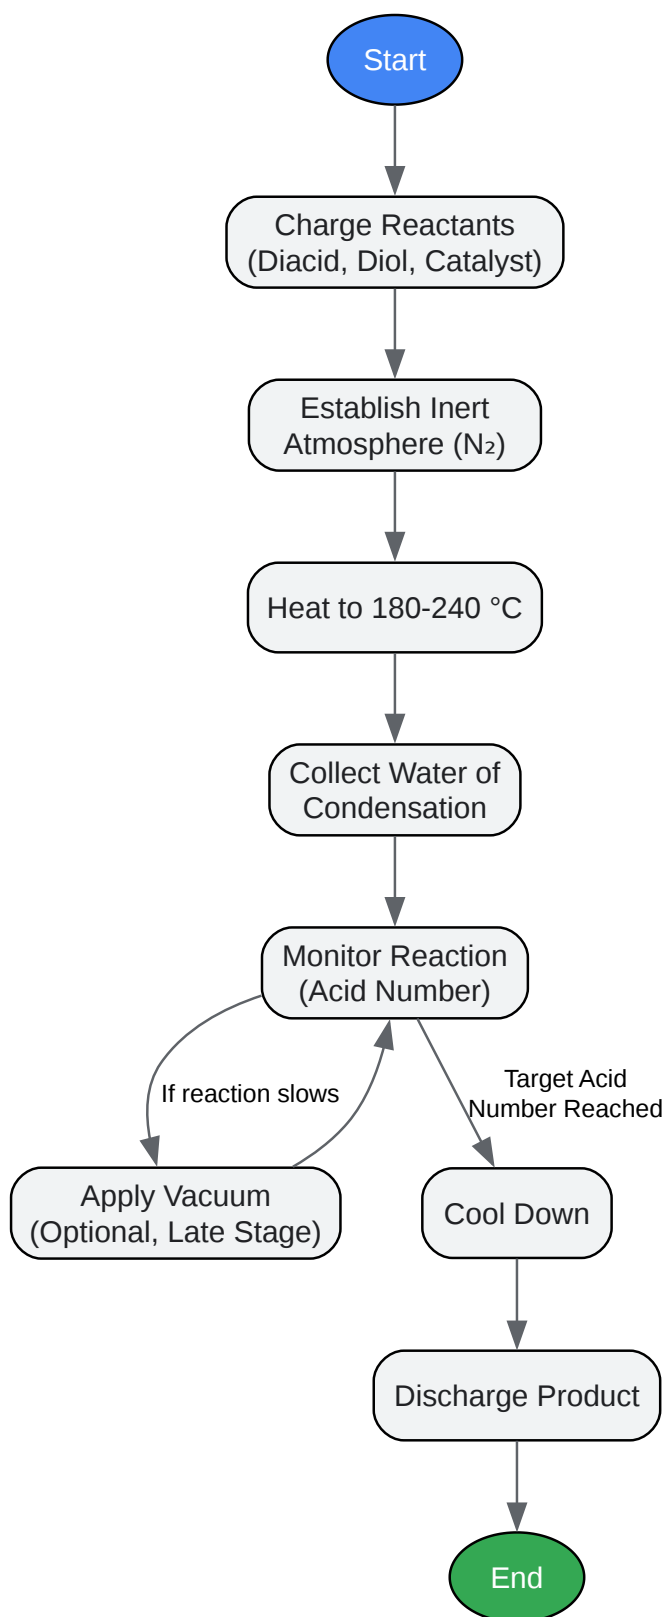 Start
Charge Reactants
(Diacid, Diol, Catalyst)
Establish Inert
Atmosphere (N₂)
Heat to 180-240 °C
Collect Water of
Condensation
Monitor Reaction
(Acid Number)
If reaction slows
Target Acid
Number Reached
Apply Vacuum
(Optional, Late Stage)
Cool Down
Discharge Product
End